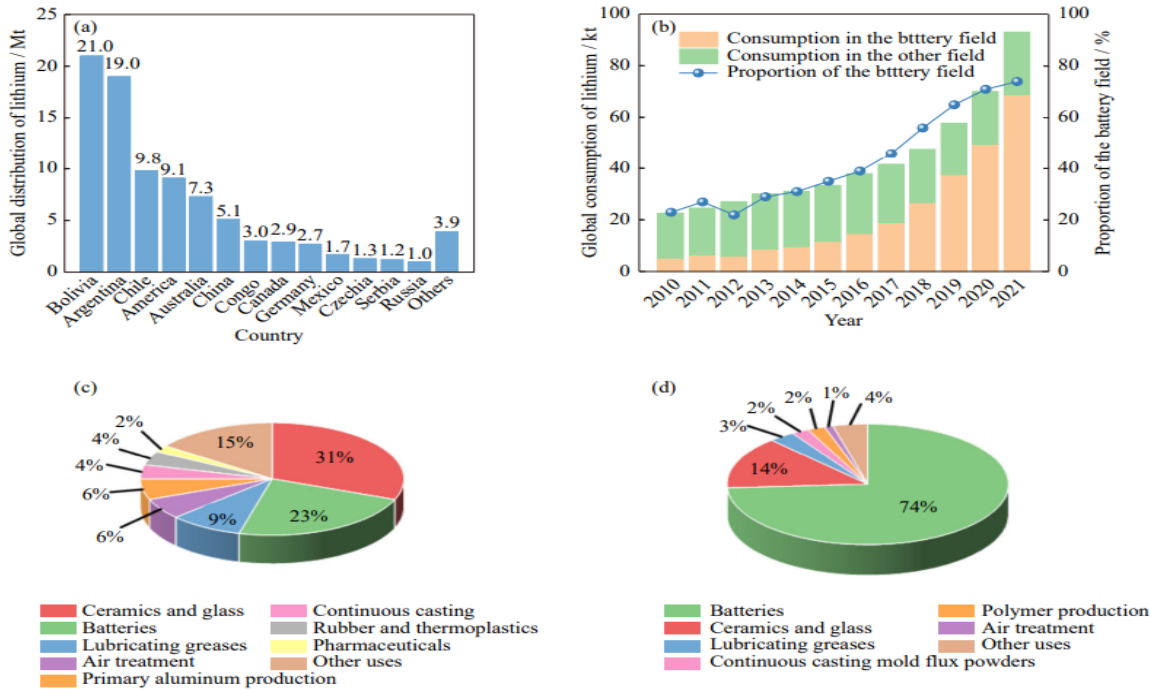 (a)
Global distribution of lithium / Mt
25
20
15
10
5
0
21.0
19.0
9.8
9.1
7.3
5.1
3.0
2.9
2.7
1.7
1.3
1.2
1.0
3.9
Bolivia
Argentina
Chile
America
Australia
China
Congo
Canada
Germany
Mexico
Czechia
Serbia
Russia
Others
Country
(b)
Global consumption of lithium / kt
100
80
60
40
20
0
Consumption in the btttery field
Consumption in the other field
Proportion of the btttery field
100
80
60
40
20
0
Proportion of the battery field / %
2010
2011
2012
2013
2014
2015
2016
2017
2018
2019
2020
2021
Year
(c)
2%
4%
4%
6%
6%
15%
31%
9%
23%
Ceramics and glass
Batteries
Lubricating greases
Air treatment
Primary aluminum production
Continuous casting
Rubber and thermoplastics
Pharmaceuticals
Other uses
(d)
2%
2%
3%
1%
4%
14%
74%
Batteries
Ceramics and glass
Lubricating greases
Continuous casting mold flux powders
Polymer production
Air treatment
Other uses